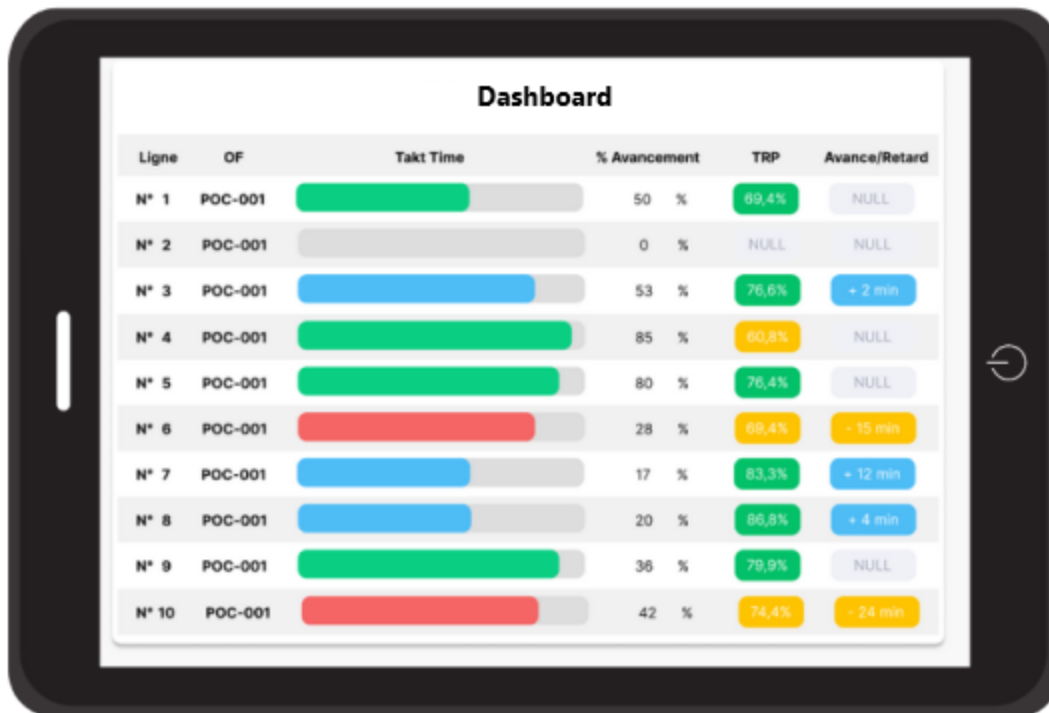 Dashboard
Ligne OF Takt Time % Avancement TRP Avance/Retard
N° 1 POC-001 50 % 69,4% NULL
N° 2 POC-001 0 % NULL NULL
N° 3 POC-001 53 % 76,6% + 2 min
N° 4 POC-001 85 % 60,8% NULL
N° 5 POC-001 80 % 76,4% NULL
N° 6 POC-001 28 % 69,4% - 15 min
N° 7 POC-001 17 % 83,3% + 12 min
N° 8 POC-001 20 % 86,8% + 4 min
N° 9 POC-001 36 % 79,9% NULL
N° 10 POC-001 42 % 74,4% - 24 min